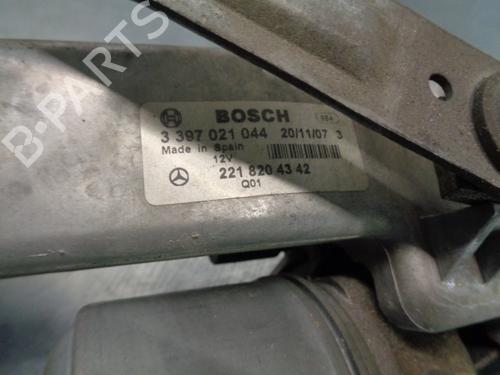 BOSCH
3 397 021 044 20/11/07 3
Made in Spain
12V
221 820 43 42
Q01
B-PARTS